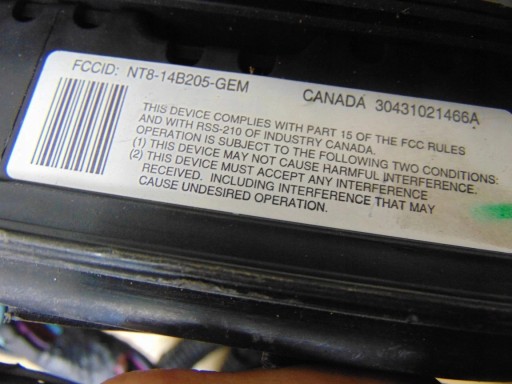 FCCID: NT8-14B205-GEM
CANADA 30431021466A
THIS DEVICE COMPLIES WITH PART 15 OF THE FCC RULES
AND WITH RSS-210 OF INDUSTRY CANADA.
OPERATION IS SUBJECT TO THE FOLLOWING TWO CONDITIONS:
(1) THIS DEVICE MAY NOT CAUSE HARMFUL INTERFERENCE.
(2) THIS DEVICE MUST ACCEPT ANY INTERFERENCE
RECEIVED. INCLUDING INTERFERENCE THAT MAY
CAUSE UNDESIRED OPERATION.